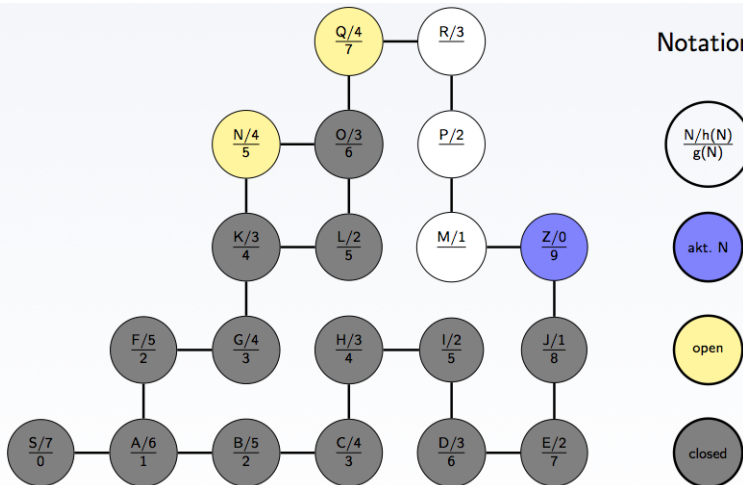 Q/4
7
R/3
Notation
N/4
5
O/3
6
P/2
N/h(N)
g(N)
K/3
4
L/2
5
M/1
Z/0
9
akt. N
F/5
2
G/4
3
H/3
4
I/2
5
J/1
8
open
S/7
0
A/6
1
B/5
2
C/4
3
D/3
6
E/2
7
closed